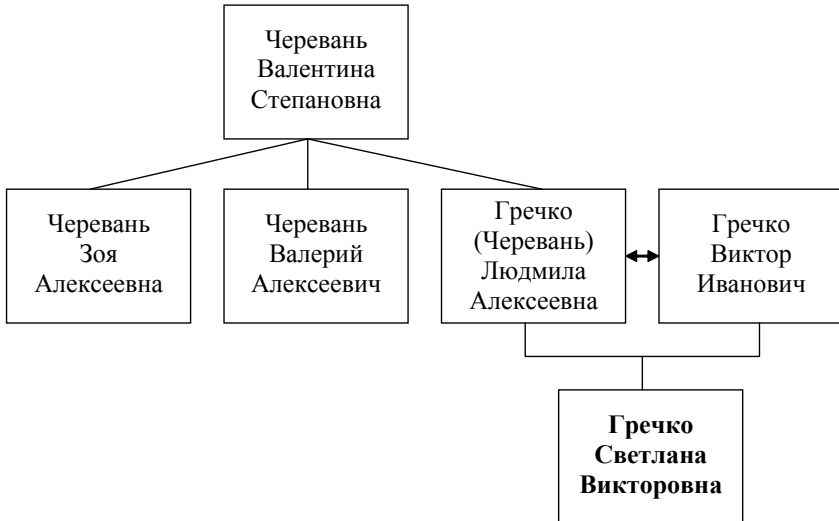 Черевань
Валентина
Степановна
Черевань
Зоя
Алексеевна
Черевань
Валерий
Алексеевич
Гречко
(Черевань)
Людмила
Алексеевна
Гречко
Виктор
Иванович
Гречко
Светлана
Викторовна